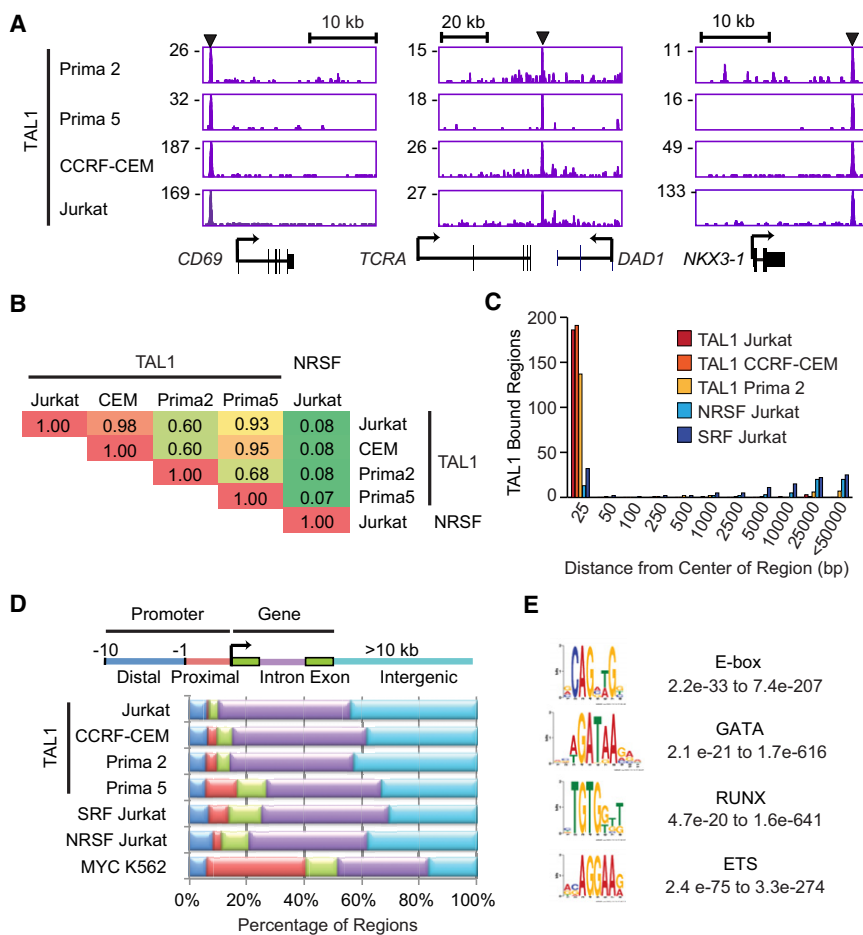 A
10 kb
20 kb
10 kb
TAL1
Prima 2
26 -
15 -
11 -
Prima 5
32 -
18 -
16 -
CCRF-CEM
187 -
26 -
49 -
Jurkat
169 -
27 -
133 -
CD69
TCRA
DAD1
NKX3-1
B
TAL1
NRSF
Jurkat
CEM
Prima2
Prima5
Jurkat
1.00 0.98 0.60 0.93 0.08 Jurkat
1.00 0.60 0.95 0.08 CEM
1.00 0.68 0.08 Prima2
1.00 0.07 Prima5
1.00 Jurkat NRSF
TAL1
C
TAL1 Bound Regions
200
150
100
50
0
TAL1 Jurkat
TAL1 CCRF-CEM
TAL1 Prima 2
NRSF Jurkat
SRF Jurkat
25
50
100
250
500
1000
2500
5000
10000
25000
<50000
Distance from Center of Region (bp)
D
Promoter
Gene
-10
-1
>10 kb
Distal
Proximal
Intron
Exon
Intergenic
TAL1
Jurkat
CCRF-CEM
Prima 2
Prima 5
SRF Jurkat
NRSF Jurkat
MYC K562
0% 20% 40% 60% 80% 100%
Percentage of Regions
E
E-box
2.2e-33 to 7.4e-207
GATA
2.1 e-21 to 1.7e-616
RUNX
4.7e-20 to 1.6e-641
ETS
2.4 e-75 to 3.3e-274